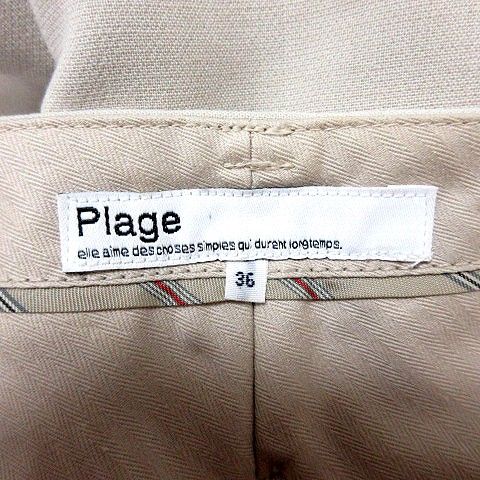 Plage
elle aime des choses simples qui durent longtemps.
36